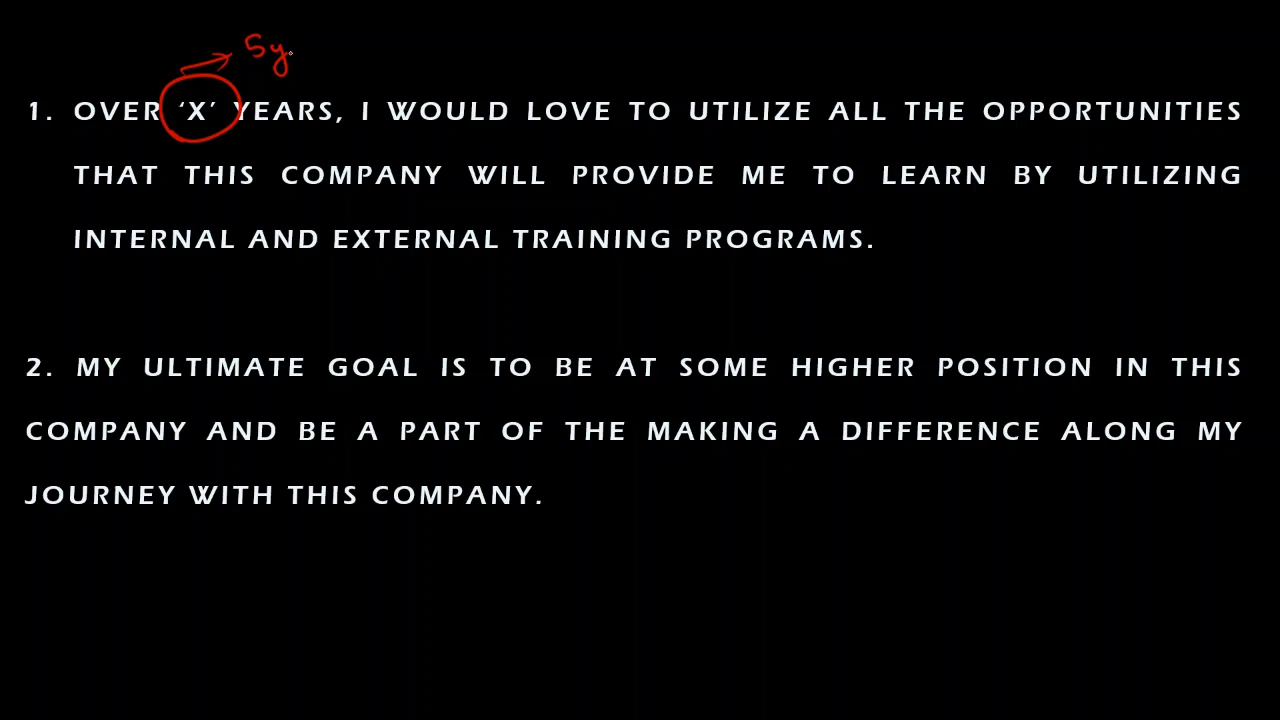 5y
1. OVER ‘X’ YEARS, I WOULD LOVE TO UTILIZE ALL THE OPPORTUNITIES
THAT THIS COMPANY WILL PROVIDE ME TO LEARN BY UTILIZING
INTERNAL AND EXTERNAL TRAINING PROGRAMS.
2. MY ULTIMATE GOAL IS TO BE AT SOME HIGHER POSITION IN THIS
COMPANY AND BE A PART OF THE MAKING A DIFFERENCE ALONG MY
JOURNEY WITH THIS COMPANY.